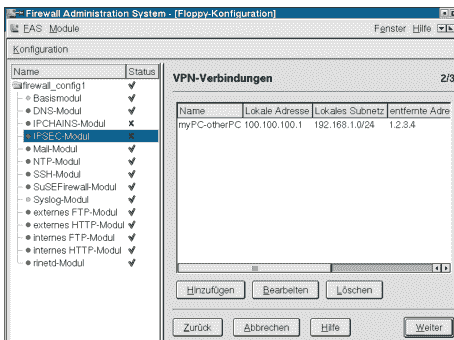 Firewall Administration System - [Floppy-Konfiguration]
EAS Module Fenster Hilfe
Konfiguration
Name Status
firewall_config1
Basismodul
DNS-Modul
IPCHAINS-Modul
IPSEC-Modul
Mail-Modul
NTP-Modul
SSH-Modul
SuSEFirewall-Modul
Syslog-Modul
externes FTP-Modul
externes HTTP-Modul
internes FTP-Modul
internes HTTP-Modul
rinetd-Modul
VPN-Verbindungen 2/3
Name Lokale Adresse Lokales Subnetz entfernte Adre
myPC-otherPC 100.100.100.1 192.168.1.0/24 1.2.3.4
Hinzufügen Bearbeiten Löschen
Zurück Abbrechen Hilfe Weiter